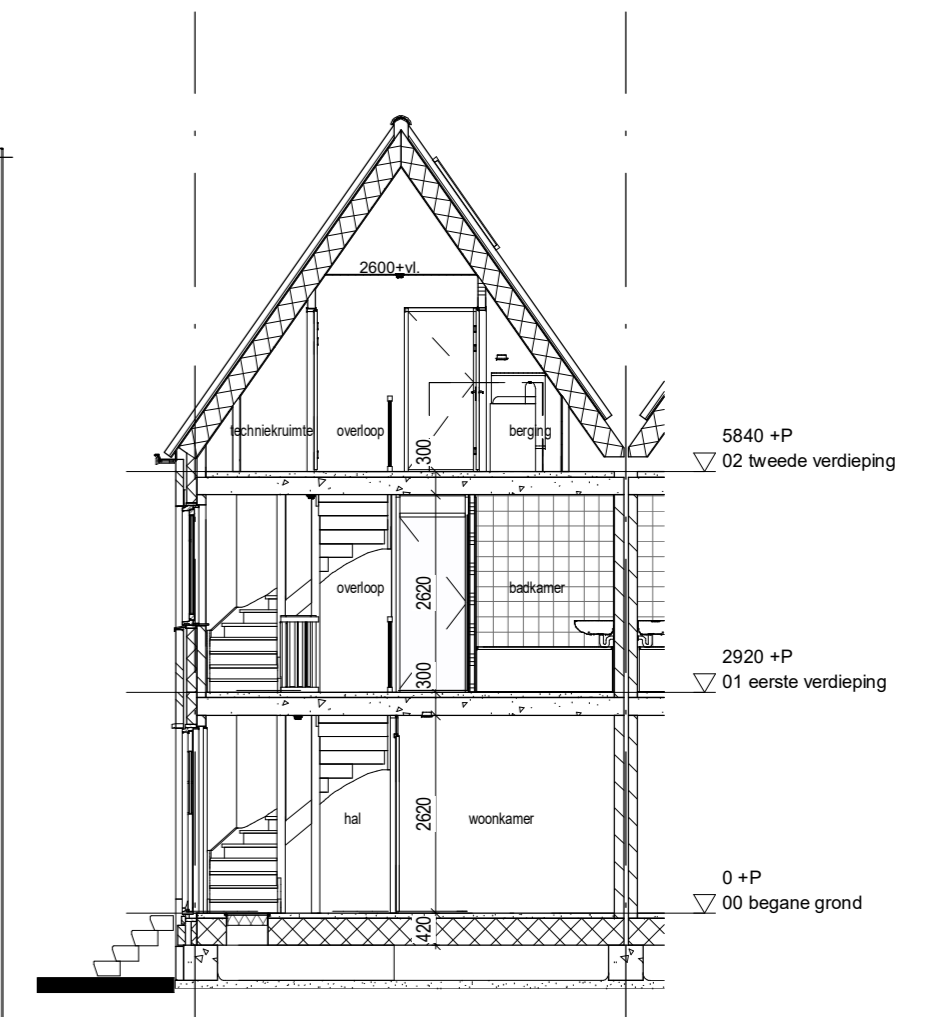 2600+vl.
techniekruimte
overloop
berging
300
5840 +P
02 tweede verdieping
overloop
2620
badkamer
300
2920 +P
01 eerste verdieping
hal
2620
woonkamer
0 +P
00 begane grond
420